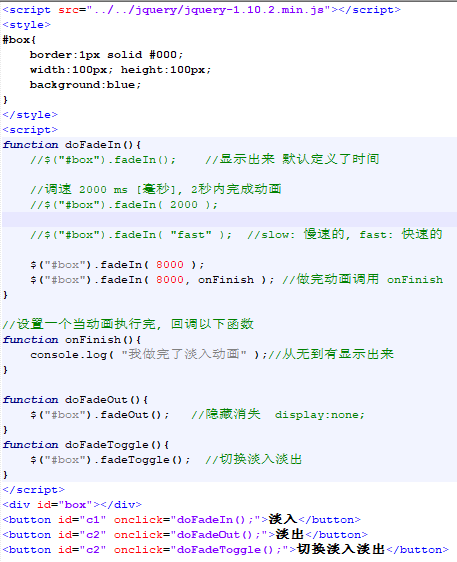 <script src="../../jquery/jquery-1.10.2.min.js"></script>
<style>
#box{
    border:1px solid #000;
    width:100px; height:100px;
    background:blue;
}
</style>
<script>
function doFadeIn(){
    //$("#box").fadeIn();    //显示出来 默认定义了时间
    //调速 2000 ms [毫秒], 2秒内完成动画
    //$("#box").fadeIn( 2000 );
    //$("#box").fadeIn( "fast" );  //slow: 慢速的, fast: 快速的
    $("#box").fadeIn( 8000 );
    $("#box").fadeIn( 8000, onFinish ); //做完动画调用 onFinish
}
//设置一个当动画执行完, 回调以下函数
function onFinish(){
    console.log( "我做完了淡入动画" );//从无到有显示出来
}
function doFadeOut(){
    $("#box").fadeOut();   //隐藏消失  display:none;
}
function doFadeToggle(){
    $("#box").fadeToggle();  //切换淡入淡出
}
</script>
<div id="box"></div>
<button id="c1" onclick="doFadeIn();">淡入</button>
<button id="c2" onclick="doFadeOut();">淡出</button>
<button id="c2" onclick="doFadeToggle();">切换淡入淡出</button>